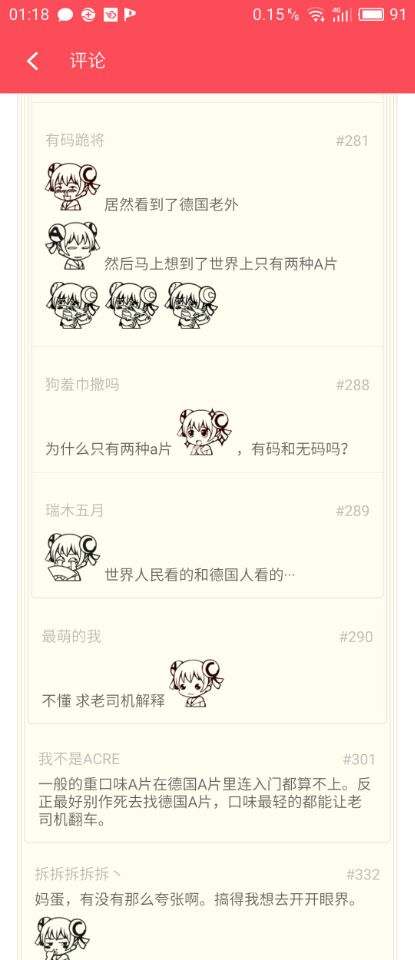 01:18
0.15 K/s
4G
91
评论
有码跪将
#281
居然看到了德国老外
然后马上想到了世界上只有两种A片
狗羞巾撒吗
#288
为什么只有两种a片 ，有码和无码吗？
瑞木五月
#289
世界人民看的和德国人看的…
最萌的我
#290
不懂 求老司机解释
我不是ACRE
#301
一般的重口味A片在德国A片里连入门都算不上。反
正最好别作死去找德国A片，口味最轻的都能让老
司机翻车。
拆拆拆拆拆丶
#332
妈蛋，有没有那么夸张啊。搞得我想去开开眼界。